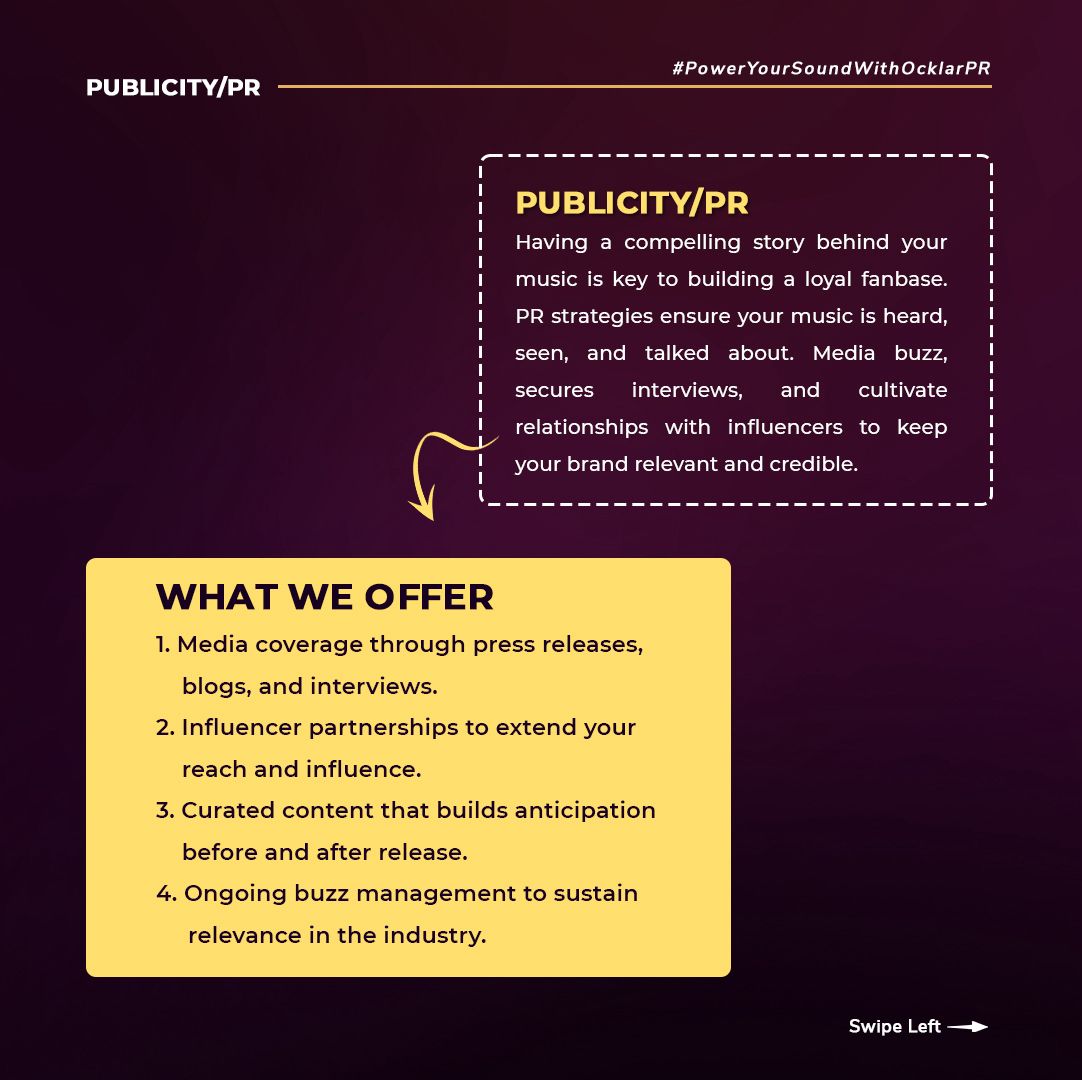 #PowerYourSoundWithOcklarPR
PUBLICITY/PR
PUBLICITY/PR
Having a compelling story behind your
music is key to building a loyal fanbase.
PR strategies ensure your music is heard,
seen, and talked about. Media buzz,
secures interviews, and cultivate
relationships with influencers to keep
your brand relevant and credible.
WHAT WE OFFER
1. Media coverage through press releases,
blogs, and interviews.
2. Influencer partnerships to extend your
reach and influence.
3. Curated content that builds anticipation
before and after release.
4. Ongoing buzz management to sustain
relevance in the industry.
Swipe Left